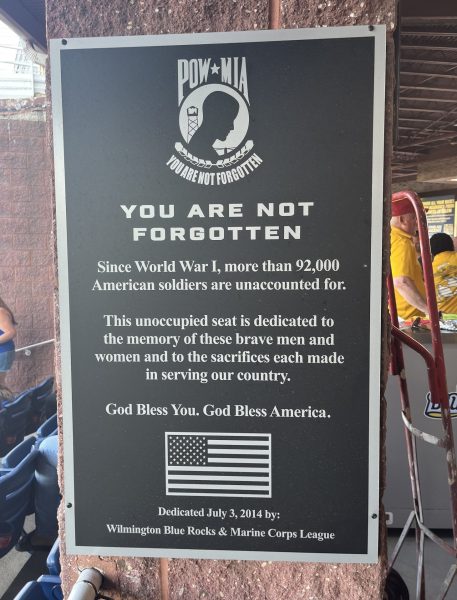 POW★MIA
YOU ARE NOT FORGOTTEN
YOU ARE NOT
FORGOTTEN
Since World War I, more than 92,000
American soldiers are unaccounted for.
This unoccupied seat is dedicated to
the memory of these brave men and
women and to the sacrifices each made
in serving our country.
God Bless You. God Bless America.
Dedicated July 3, 2014 by:
Wilmington Blue Rocks & Marine Corps League